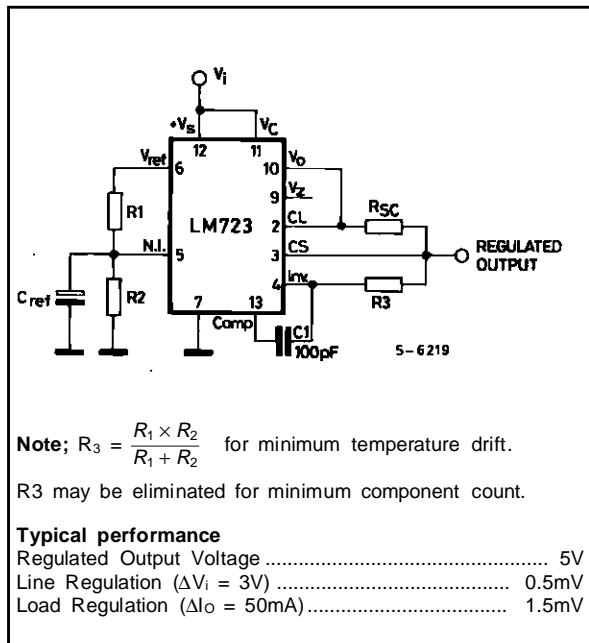 Vi
+Vs
VC
12
11
Vref
VO
6
10
VZ
9
R1
LM723
CL
RSC
2
N.I.
CS
REGULATED
OUTPUT
5
3
Inv.
4
Cref
R2
R3
7
13
Comp
C1
100pF
5-6219
Note; R3 = R1 × R2 / R1 + R2 for minimum temperature drift.
R3 may be eliminated for minimum component count.
Typical performance
Regulated Output Voltage ................................................ 5V
Line Regulation (ΔVi = 3V) ....................................... 0.5mV
Load Regulation (ΔIO = 50mA) .................................. 1.5mV